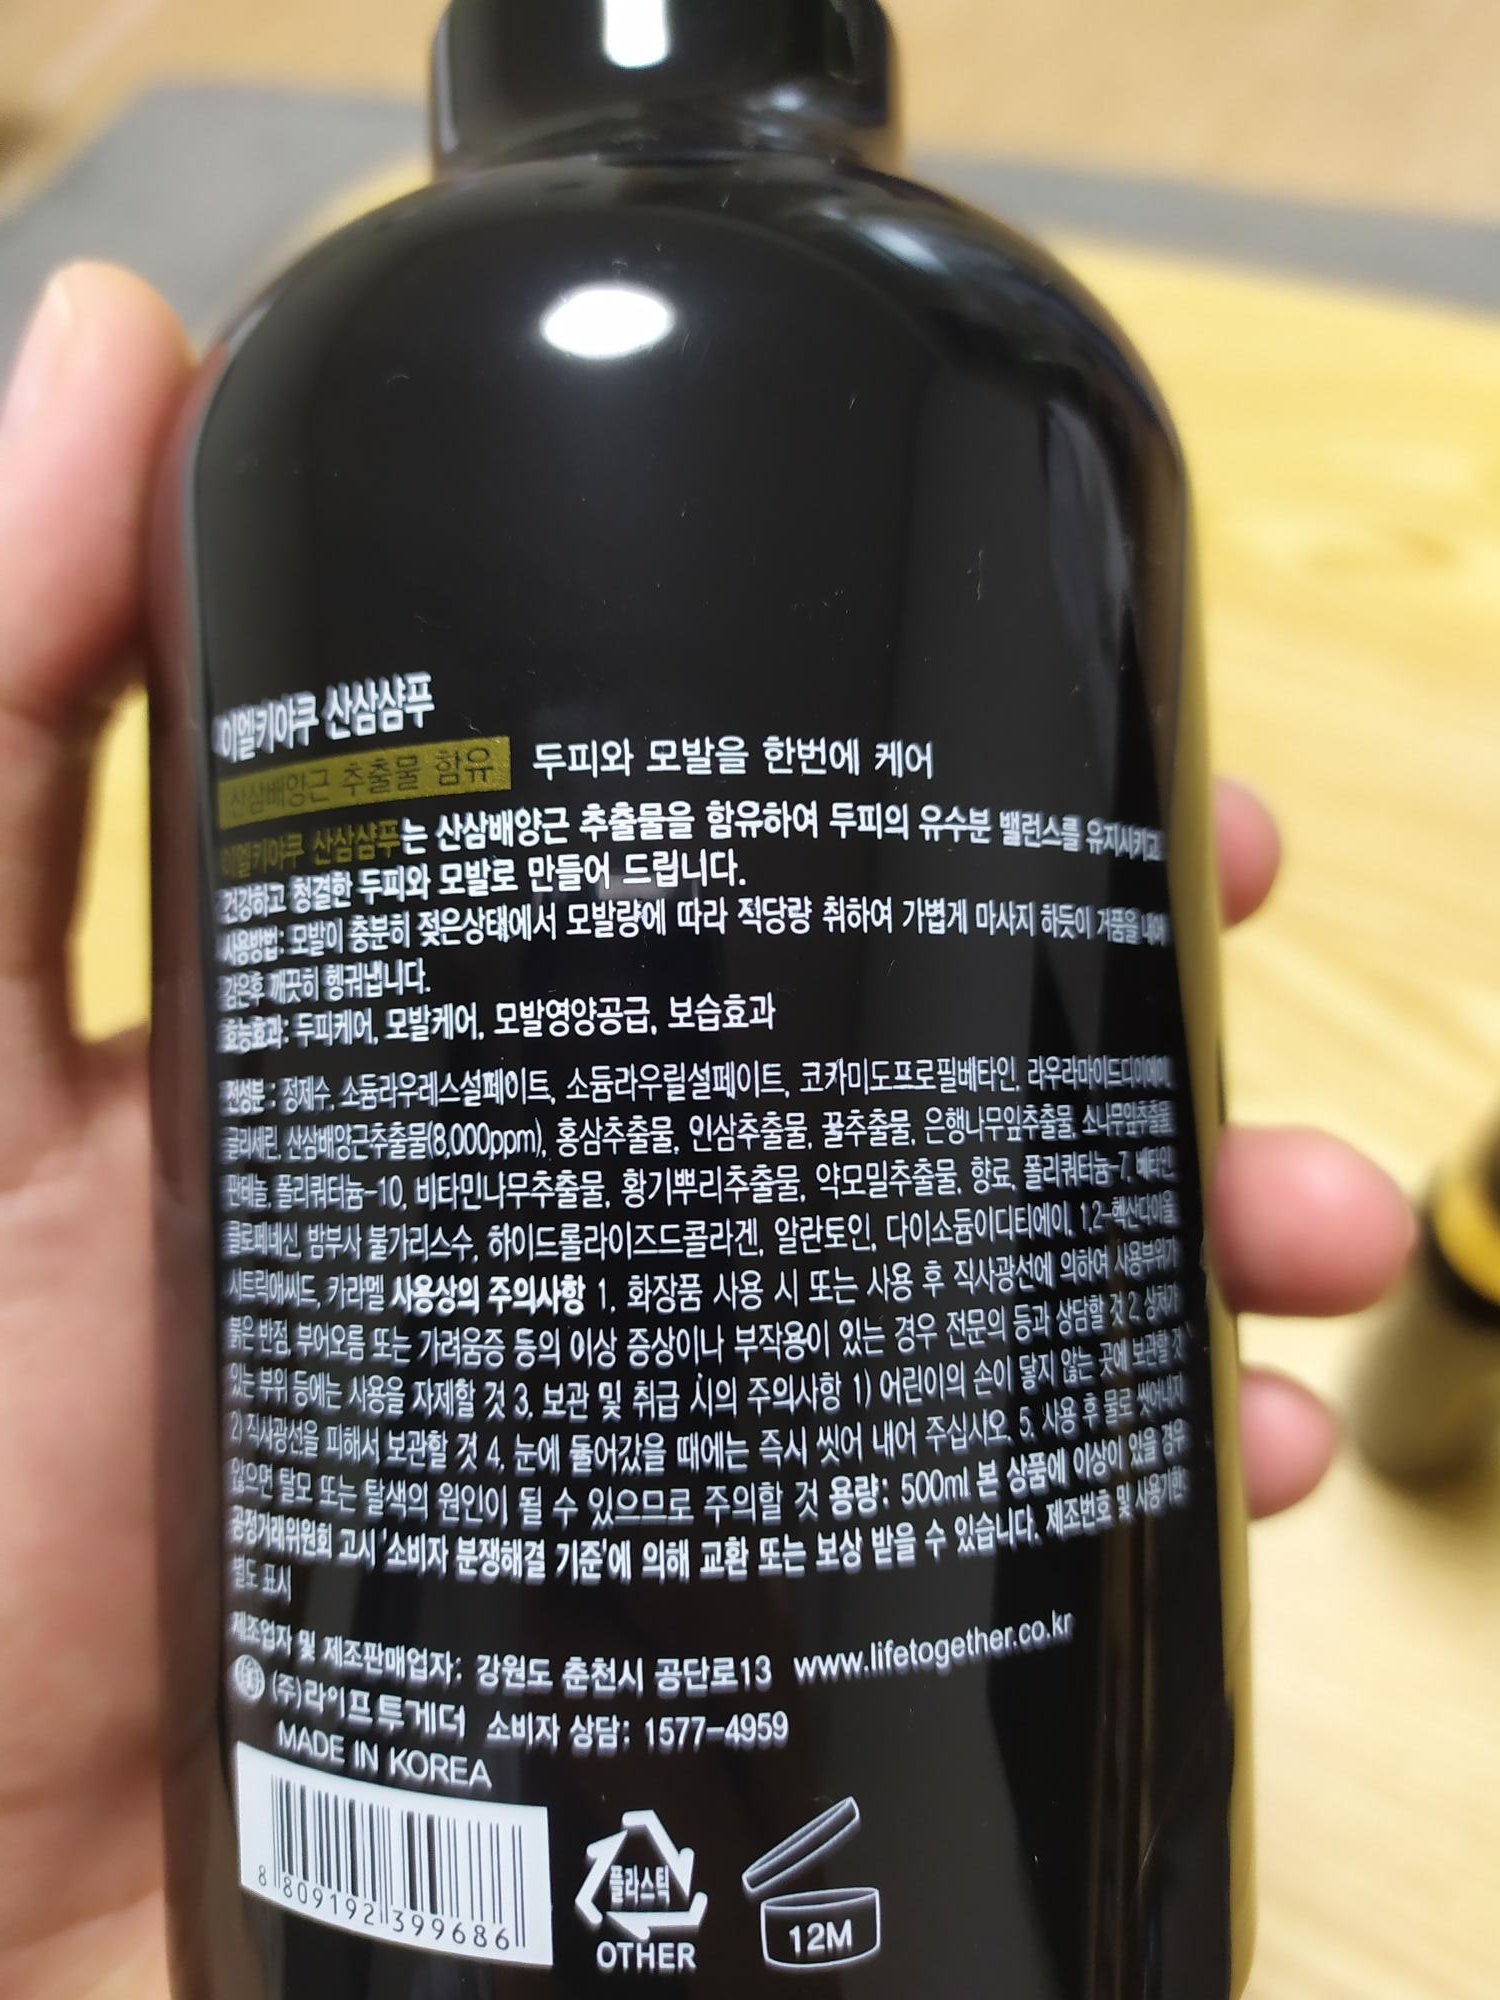 이엘키야쿠 산삼샴푸
산삼배양근 추출물 함유 두피와 모발을 한번에 케어
이엘키야쿠 산삼샴푸는 산삼배양근 추출물을 함유하여 두피의 유수분 밸런스를 유지시키고
건강하고 청결한 두피와 모발로 만들어 드립니다.
사용방법: 모발이 충분히 젖은상태에서 모발량에 따라 적당량 취하여 가볍게 마사지 하듯이 거품을 내어
감은후 깨끗히 헹궈냅니다.
효능효과: 두피케어, 모발케어, 모발영양공급, 보습효과
전성분 : 정제수, 소듐라우레스설페이트, 소듐라우릴설페이트, 코카미도프로필베타인, 라우라마이드디이에이,
글리세린, 산삼배양근추출물(8,000ppm), 홍삼추출물, 인삼추출물, 꿀추출물, 은행나무잎추출물, 소나무잎추출물,
판테놀, 폴리쿼터늄-10, 비타민나무추출물, 황기뿌리추출물, 약모밀추출물, 향료, 폴리쿼터늄-7, 베타인,
클로페네신, 밤부사 불가리스수, 하이드롤라이즈드콜라겐, 알란토인, 다이소듐이디티에이, 1,2-헥산다이올,
시트릭애씨드, 카라멜 사용상의 주의사항 1. 화장품 사용 시 또는 사용 후 직사광선에 의하여 사용부위가
붉은 반점, 부어오름 또는 가려움증 등의 이상 증상이나 부작용이 있는 경우 전문의 등과 상담할 것 2. 상처가
있는 부위 등에는 사용을 자제할 것 3. 보관 및 취급 시의 주의사항 1) 어린이의 손이 닿지 않는 곳에 보관할 것
2) 직사광선을 피해서 보관할 것 4. 눈에 들어갔을 때에는 즉시 씻어 내어 주십시오. 5. 사용 후 물로 씻어내지
않으면 탈모 또는 탈색의 원인이 될 수 있으므로 주의할 것 용량: 500ml 본 상품에 이상이 있을 경우
공정거래위원회 고시 '소비자 분쟁해결 기준'에 의해 교환 또는 보상 받을 수 있습니다. 제조번호 및 사용기한:
별도 표시
제조업자 및 제조판매업자: 강원도 춘천시 공단로13 www.lifetogether.co.kr
(주)라이프투게더 소비자 상담: 1577-4959
MADE IN KOREA
8 809192 399686
플라스틱
OTHER
12M